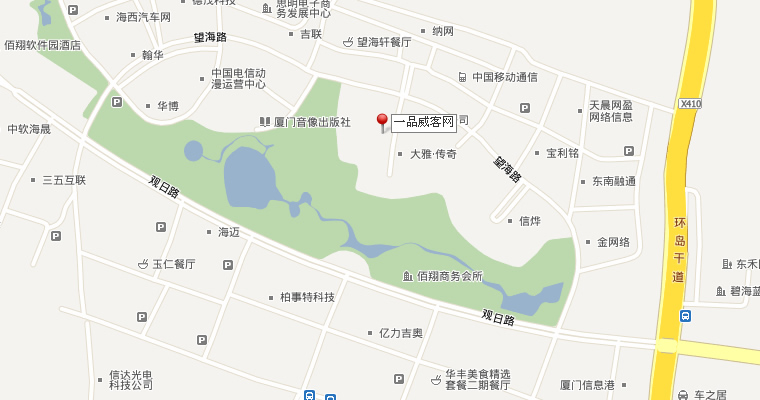 德茂科技
思明电子商
务发展中心
海西汽车网
望海路
吉联
纳网
望海轩餐厅
佰翔软件园酒店
翰华
中国电信动
漫运营中心
中国移动通信
X410
华博
天晟网盈
网络信息
厦门音像出版社
一品威客网
司
中软海晟
大雅·传奇
宝利铭
望海路
三五互联
观日路
东南融通
信烨
环岛干道
海迈
金网络
玉仁餐厅
佰翔商务会所
东禾
碧海蓝
柏事特科技
观日路
亿力吉奥
信达光电
科技公司
华丰美食精选
套餐二期餐厅
厦门信息港
车之居